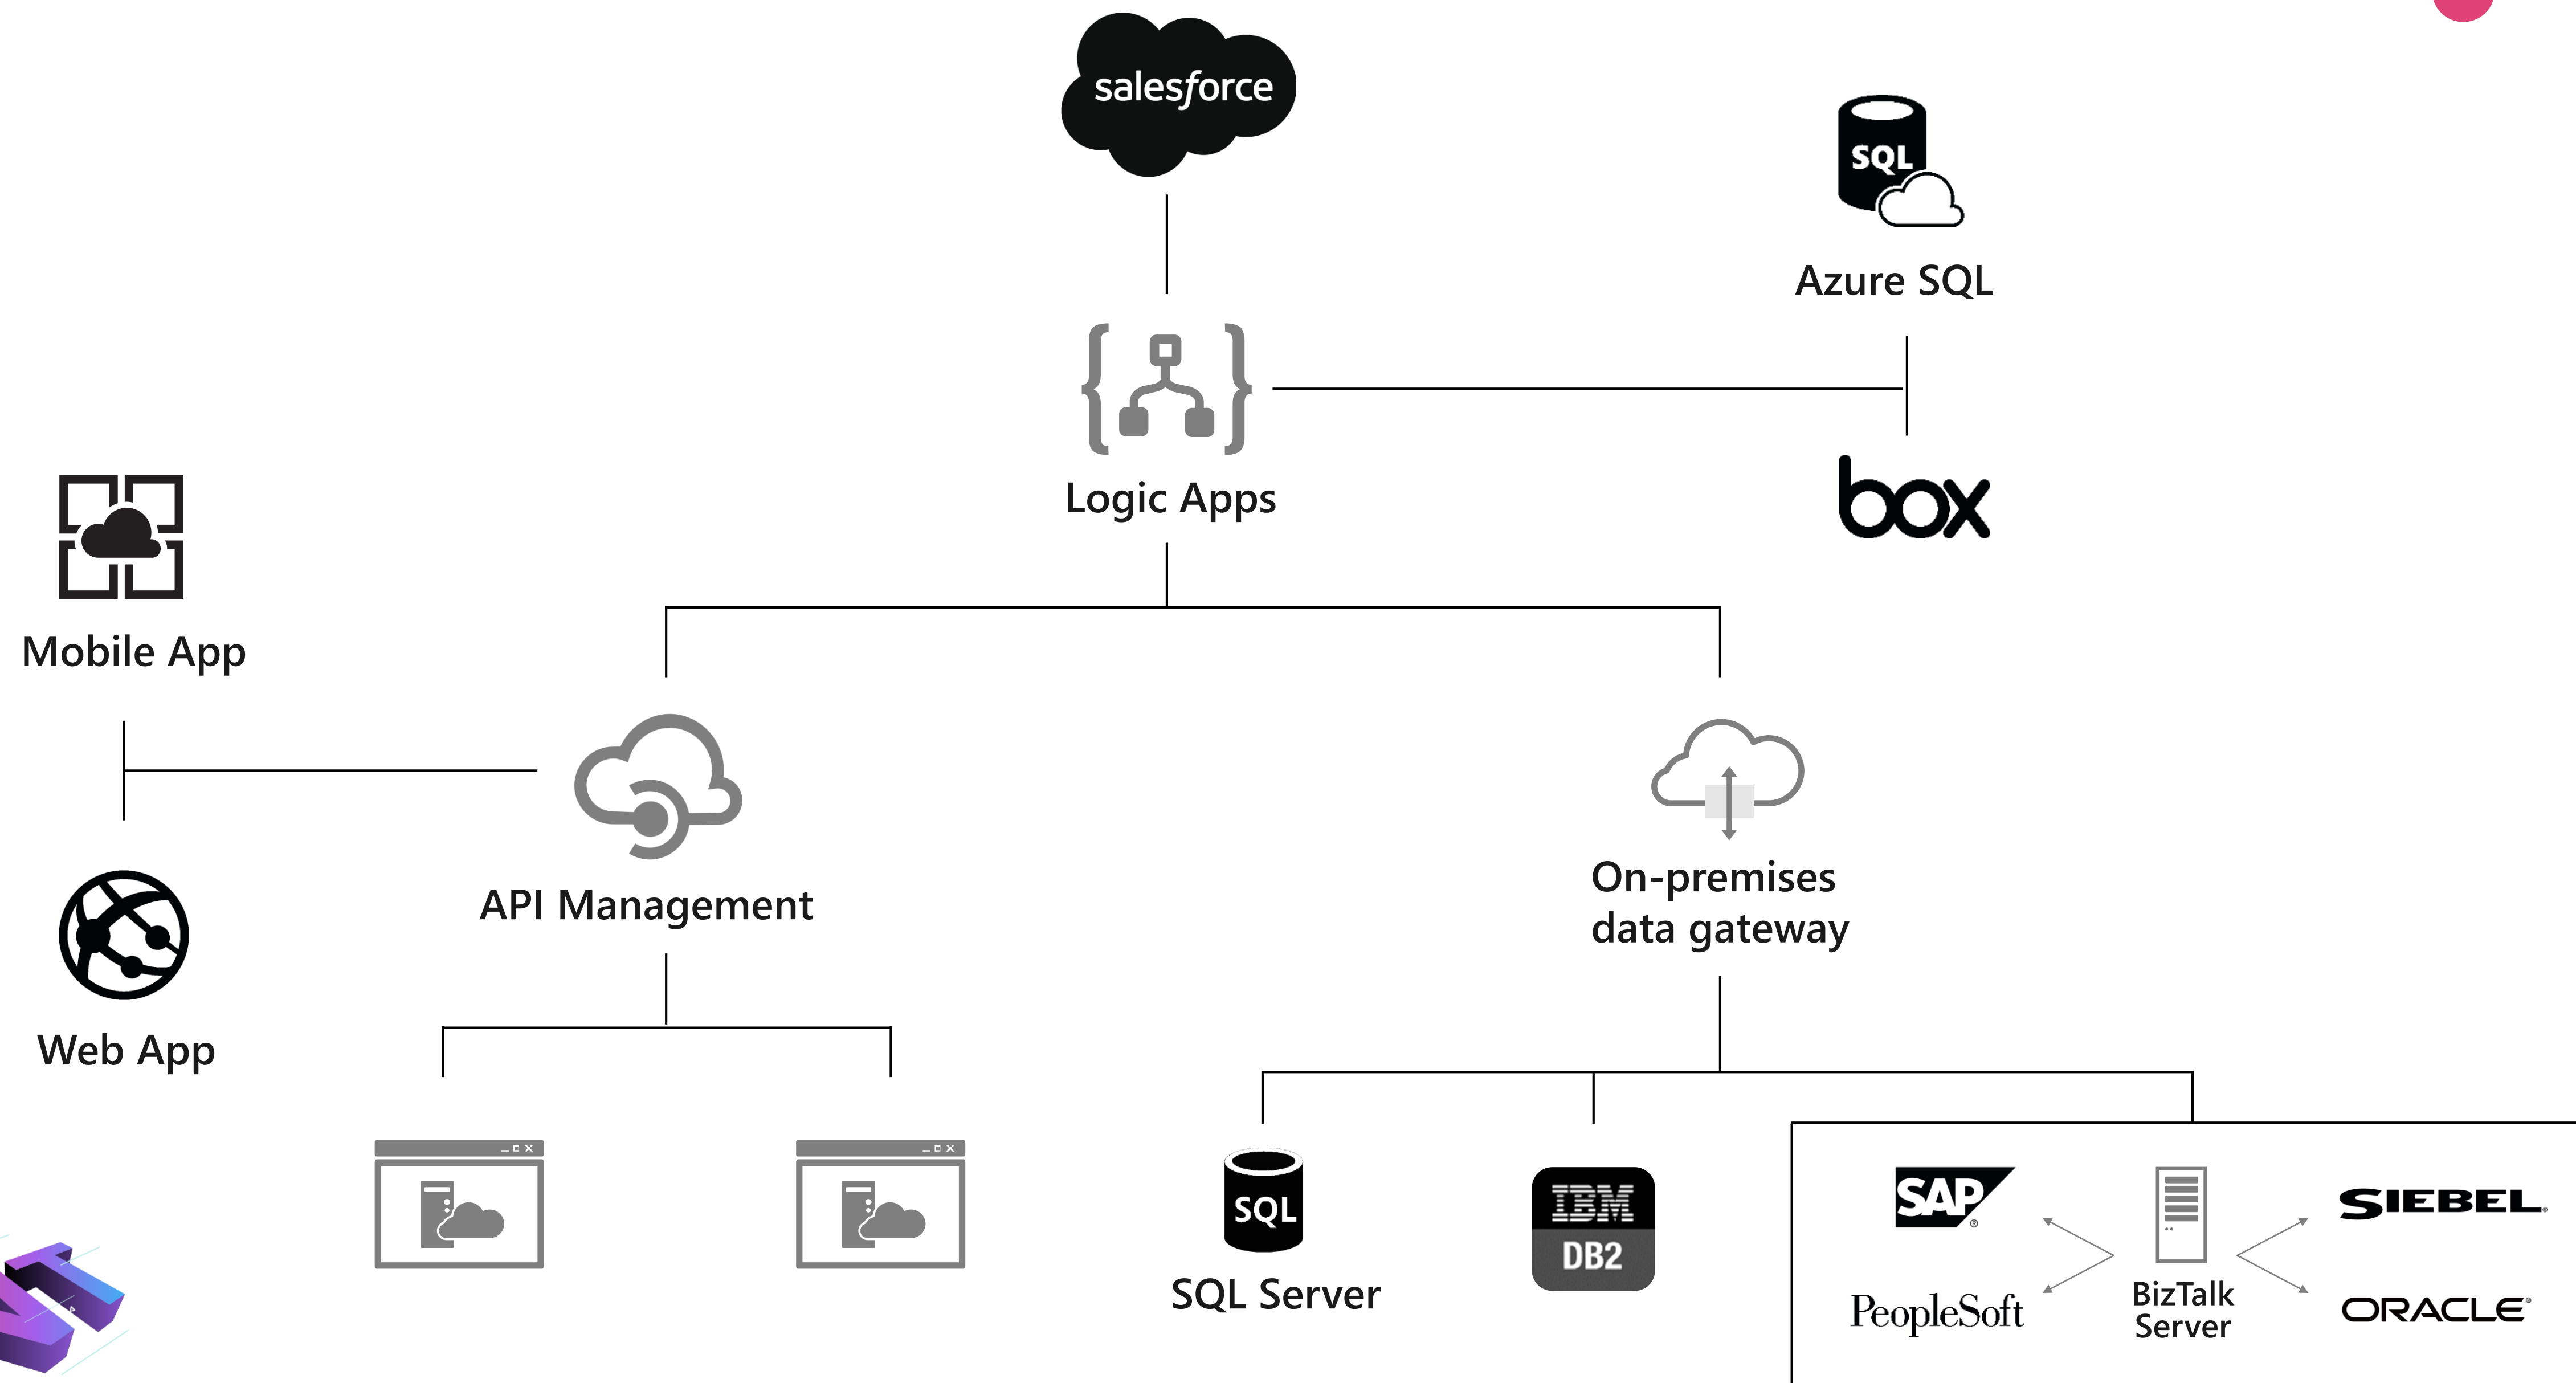 salesforce
SQL
Azure SQL
Logic Apps
box
Mobile App
API Management
On-premises
data gateway
Web App
SQL
SQL Server
IBM
DB2
SAP®
SIEBEL®
PeopleSoft
BizTalk
Server
ORACLE®